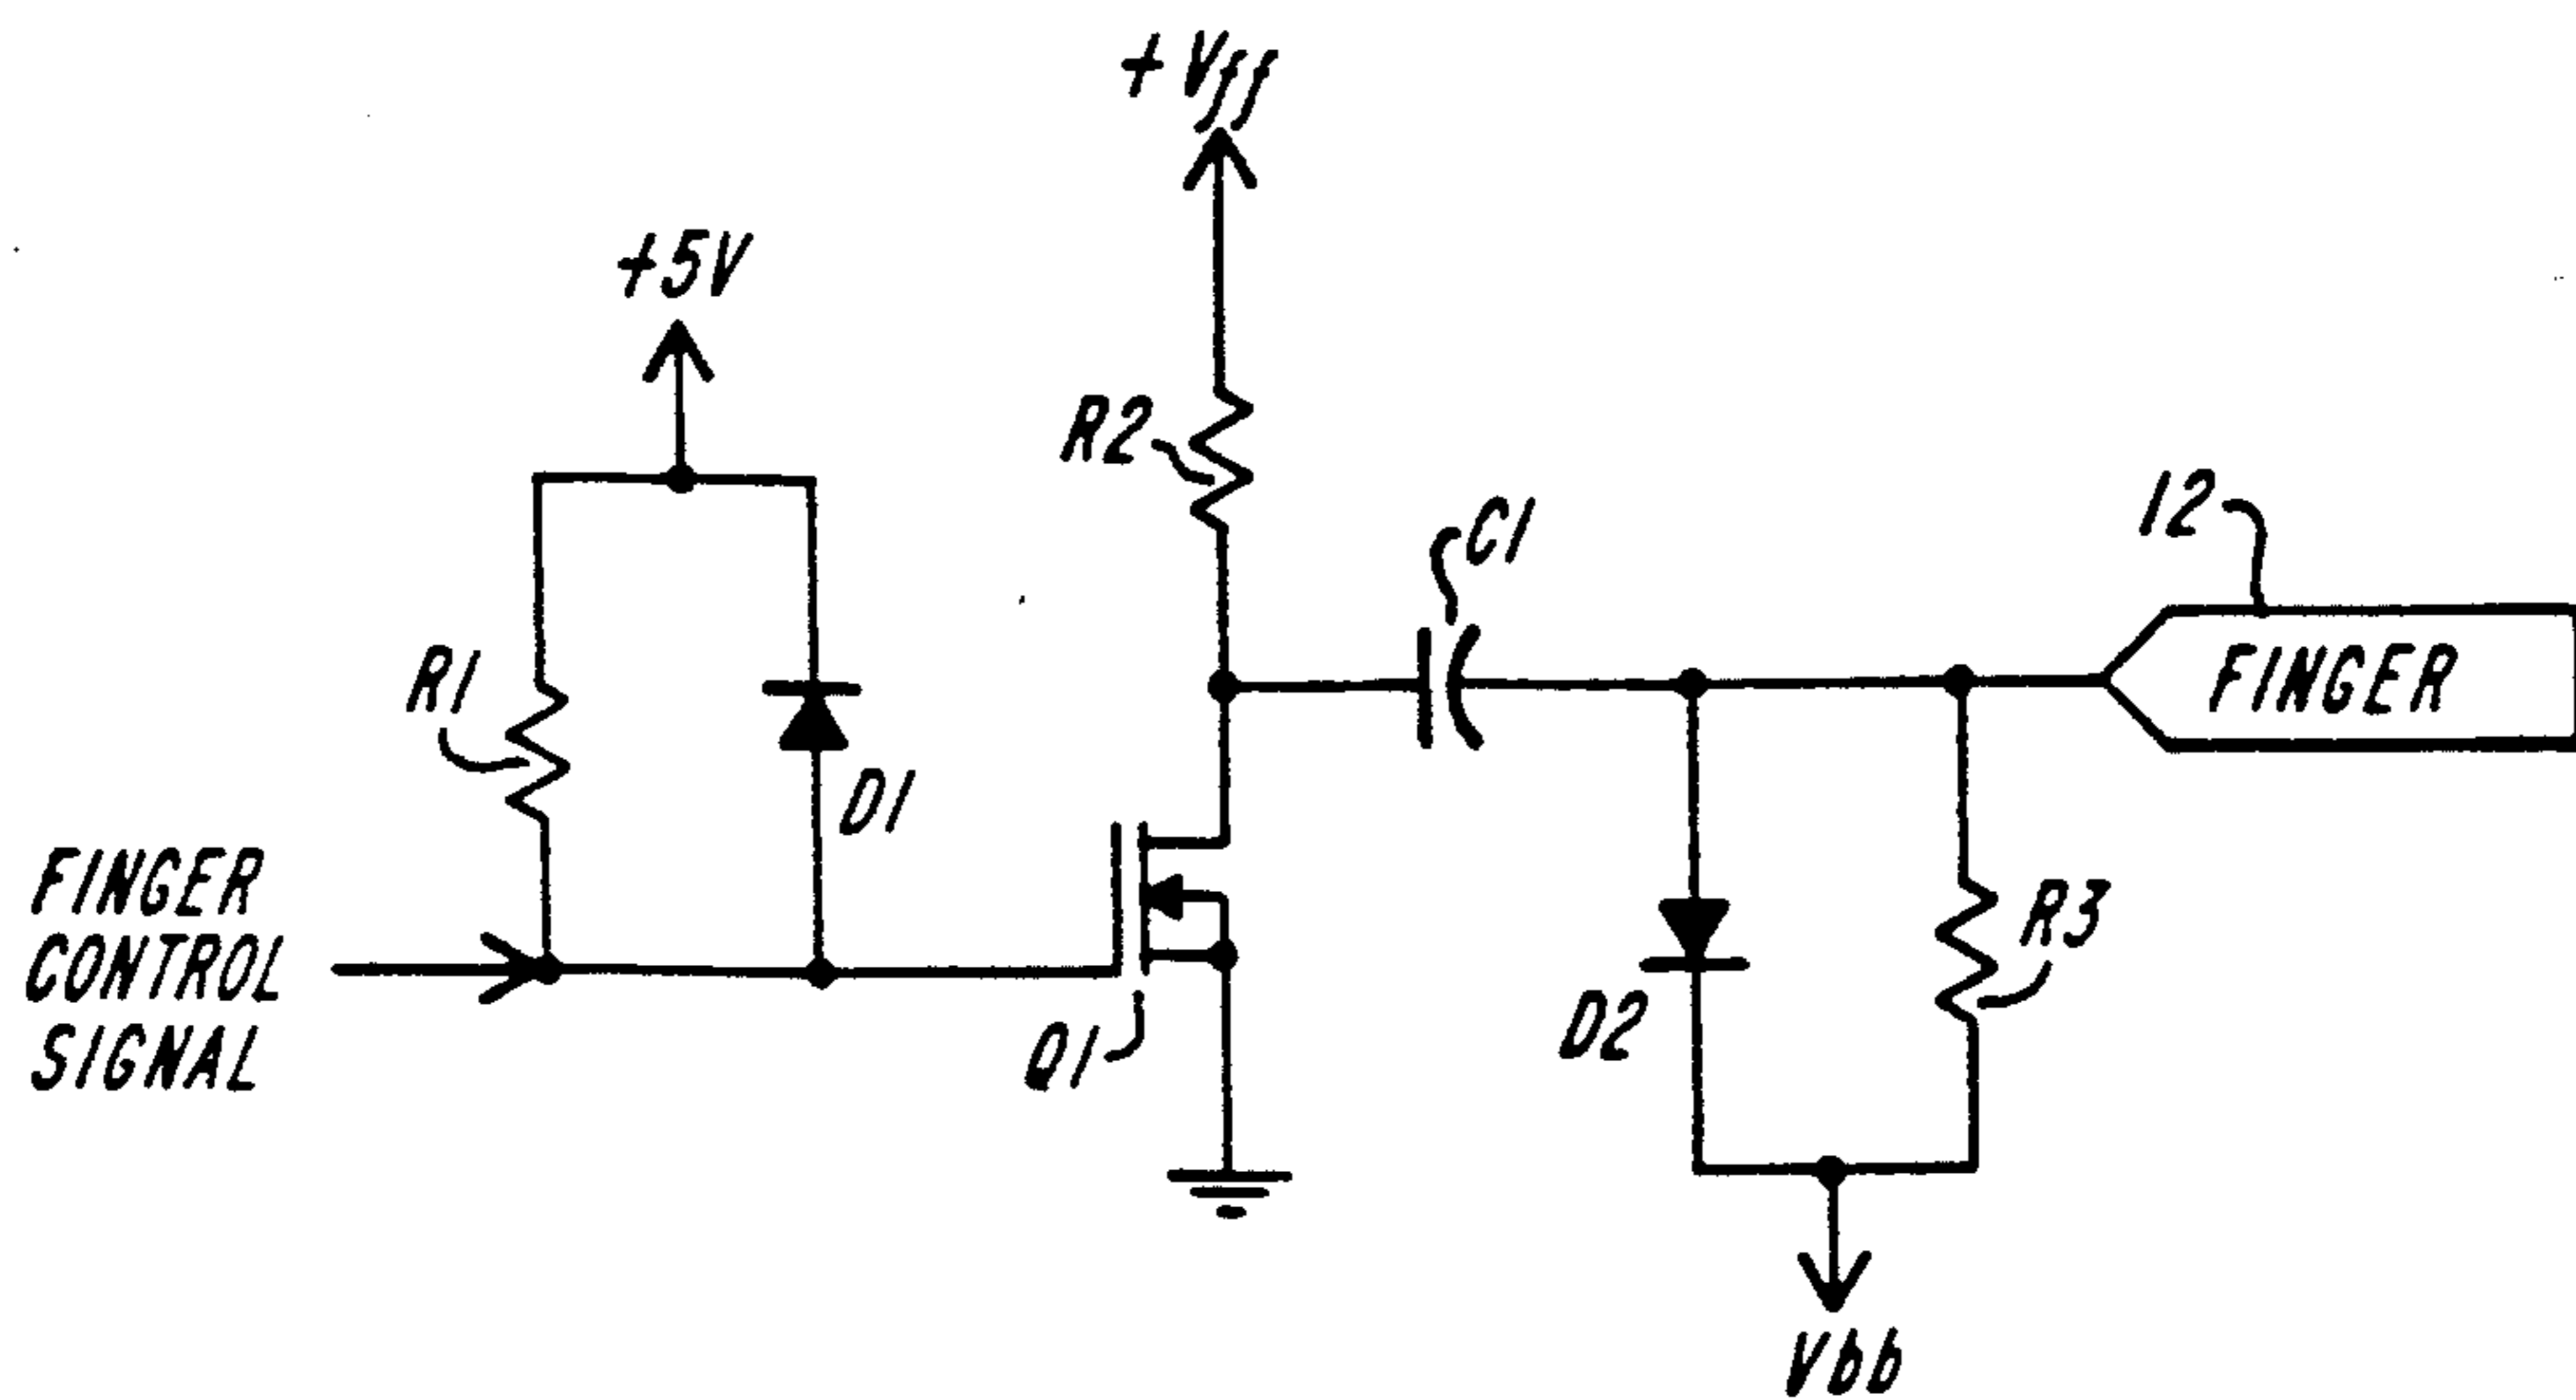 +Vff
+5V
R2
C1
12
R1
FINGER
D1
FINGER
CONTROL
SIGNAL
R3
D2
Q1
Vbb